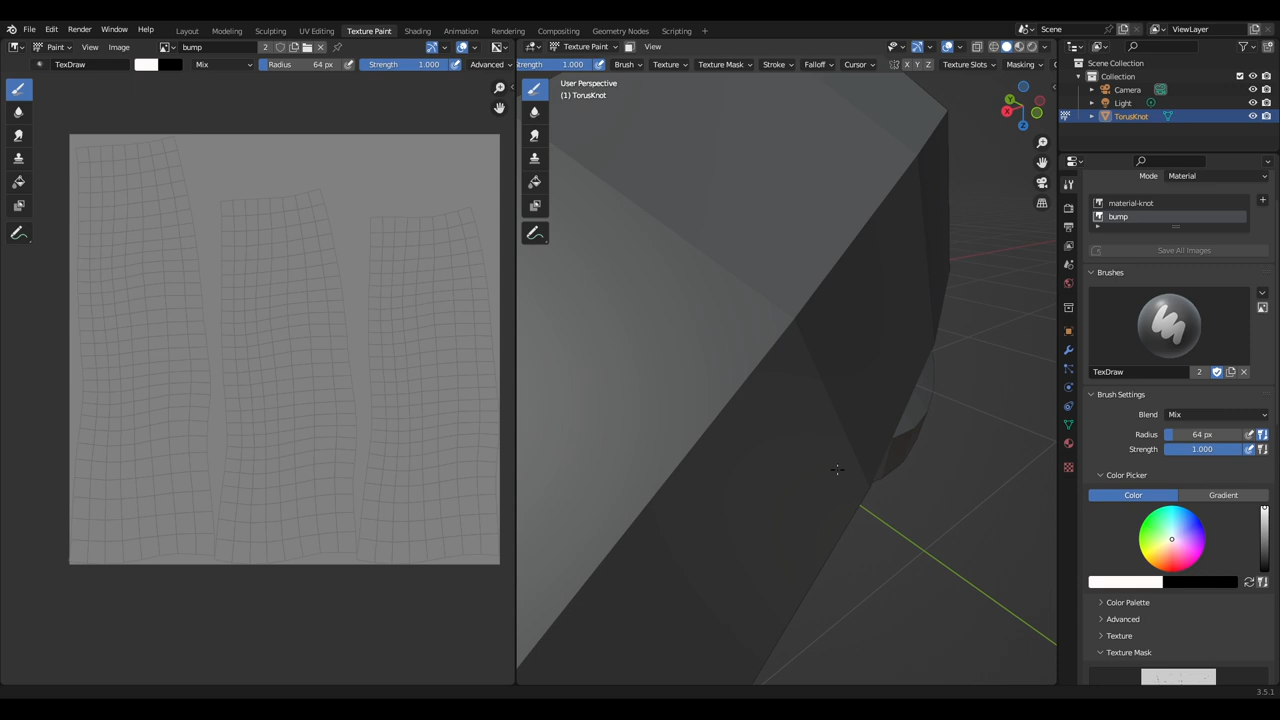 File Edit Render Window Help Layout Modeling Sculpting UV Editing Texture Paint Shading Animation Rendering Compositing Geometry Nodes Scripting + Scene ViewLayer
Paint View Image bump 2 Texture Paint View
TexDraw Mix Radius 64 px Strength 1.000 Advanced trength 1.000 Brush Texture Texture Mask Stroke Falloff Cursor X Y Z Texture Slots Masking
User Perspective
(1) TorusKnot
Y
X
Z
Scene Collection
Collection
Camera
Light
TorusKnot
Mode Material
material-knot
bump
Save All Images
Brushes
TexDraw 2
Brush Settings
Blend Mix
Radius 64 px
Strength 1.000
Color Picker
Color Gradient
Color Palette
Advanced
Texture
Texture Mask
3.5.1